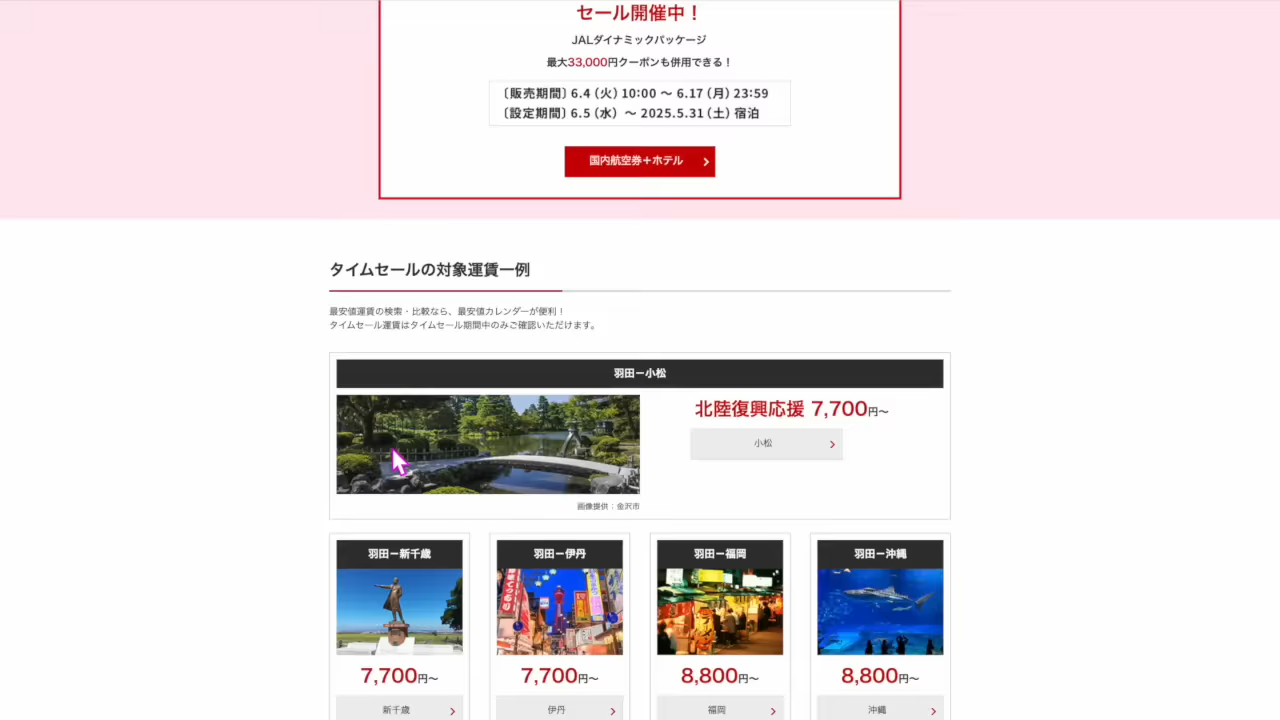 セール開催中！
JALダイナミックパッケージ
最大33,000円クーポンも併用できる！
〔販売期間〕6.4（火）10:00 〜 6.17（月）23:59
〔設定期間〕6.5（水）〜 2025.5.31（土）宿泊
国内航空券＋ホテル
タイムセールの対象運賃一例
最安値運賃の検索・比較なら、最安値カレンダーが便利！
タイムセール運賃はタイムセール期間中のみご確認いただけます。
羽田ー小松
北陸復興応援 7,700円〜
小松
画像提供：金沢市
羽田ー新千歳
羽田ー伊丹
羽田ー福岡
羽田ー沖縄
7,700円〜
7,700円〜
8,800円〜
8,800円〜
新千歳
伊丹
福岡
沖縄